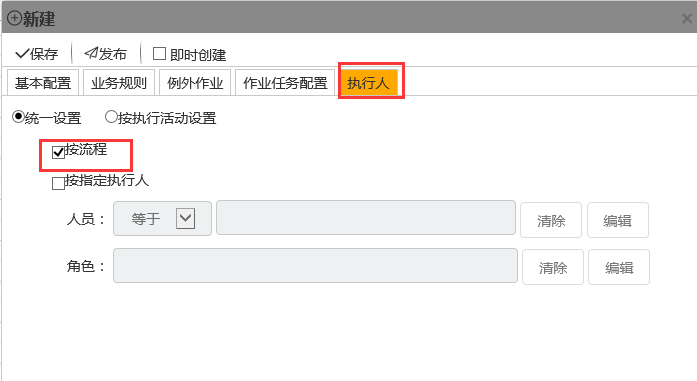 新建
保存 发布 即时创建
基本配置 业务规则 例外作业 作业任务配置 执行人
统一设置 按执行活动设置
按流程
按指定执行人
人员： 等于 清除 编辑
角色： 清除 编辑